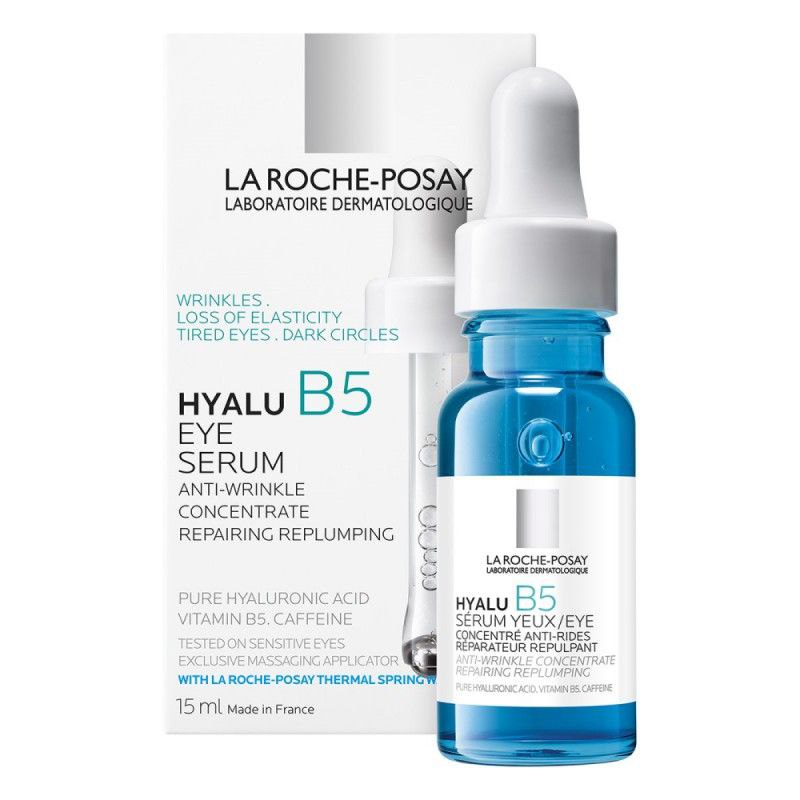 LA ROCHE-POSAY
LABORATOIRE DERMATOLOGIQUE
WRINKLES .
LOSS OF ELASTICITY
TIRED EYES . DARK CIRCLES
HYALU B5
EYE
SERUM
ANTI-WRINKLE
CONCENTRATE
REPAIRING REPLUMPING
PURE HYALURONIC ACID
VITAMIN B5, CAFFEINE
TESTED ON SENSITIVE EYES
EXCLUSIVE MASSAGING APPLICATOR
WITH LA ROCHE-POSAY THERMAL SPRING
15 ml Made in France
LA ROCHE-POSAY
LABORATOIRE DERMATOLOGIQUE
HYALU B5
SÉRUM YEUX/EYE
CONCENTRÉ ANTI-RIDES
RÉPARATEUR REPULPANT
ANTI-WRINKLE CONCENTRATE
REPAIRING REPLUMPING
PURE HYALURONIC ACID, VITAMIN B5, CAFFEINE